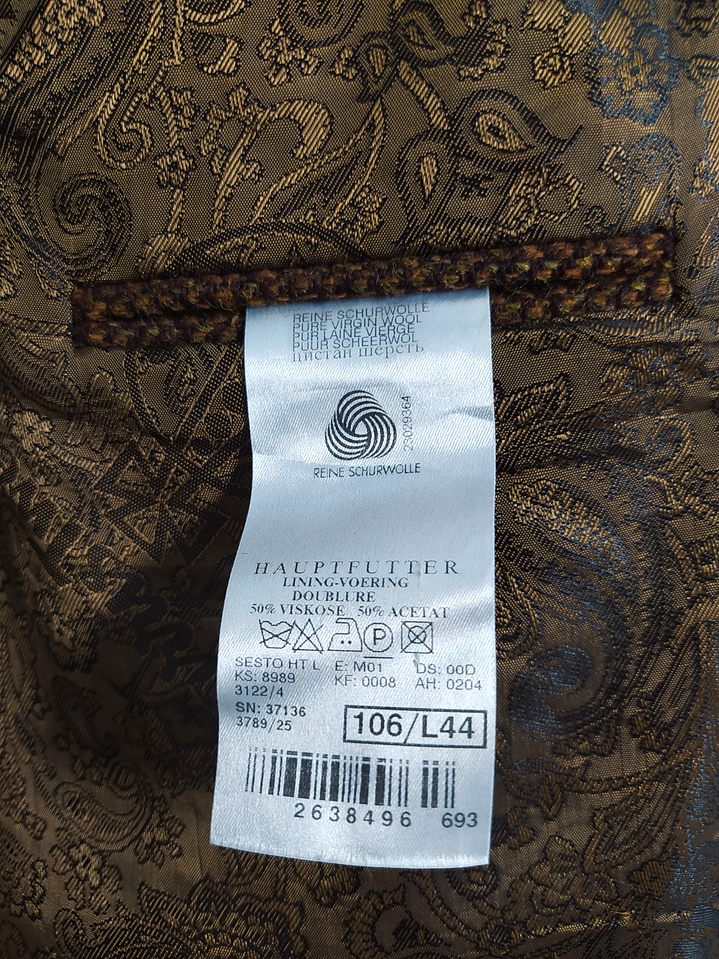 REINE SCHURWOLLE
PURE VIRGIN WOOL
PUR LAINE VIERGE
PUUR SCHEERWOL
цистаи шерсть
23029364
REINE SCHURWOLLE
HAUPTFUTTER
LINING-VOERING
DOUBLURE
50% VISKOSE 50% ACETAT
P
SESTO HT L E: M01 DS: 00D
KS: 8989 KF: 0008 AH: 0204
3122/4
SN: 37136
3789/25
106/L44
2638496 693